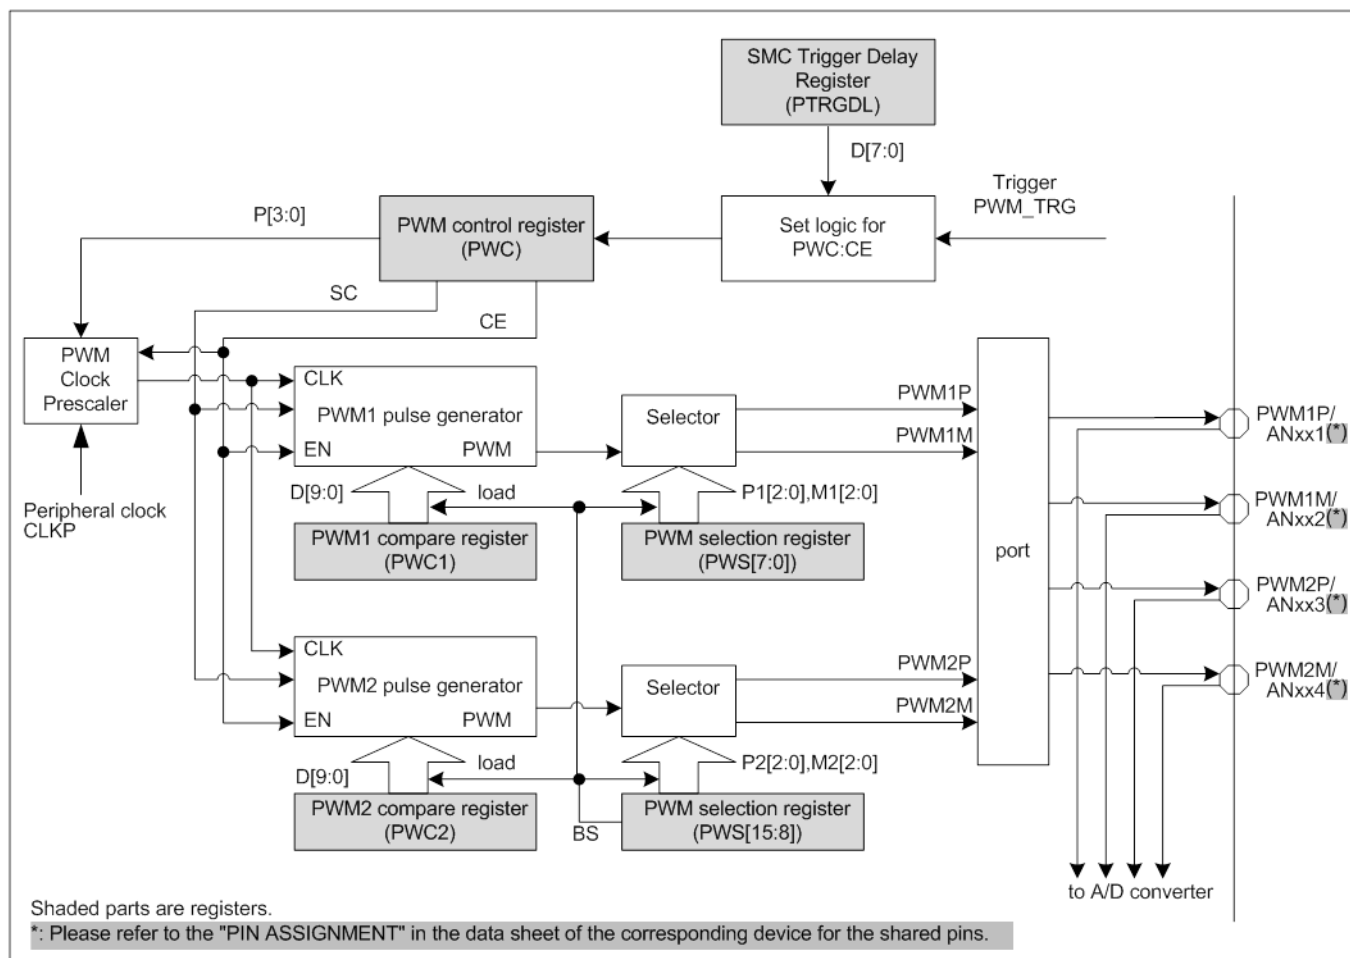 SMC Trigger Delay
Register
(PTRGDL)
D[7:0]
Trigger
PWM_TRG
P[3:0]
PWM control register
(PWC)
Set logic for
PWC:CE
SC
CE
PWM
Clock
Prescaler
CLK
PWM1 pulse generator
EN
PWM
Selector
PWM1P
PWM1M
PWM1P/
ANxx1(*)
D[9:0]
load
P1[2:0],M1[2:0]
Peripheral clock
CLKP
PWM1 compare register
(PWC1)
PWM selection register
(PWS[7:0])
port
PWM1M/
ANxx2(*)
PWM2P/
ANxx3(*)
CLK
PWM2 pulse generator
EN
PWM
Selector
PWM2P
PWM2M
PWM2M/
ANxx4(*)
D[9:0]
load
P2[2:0],M2[2:0]
PWM2 compare register
(PWC2)
BS
PWM selection register
(PWS[15:8])
to A/D converter
Shaded parts are registers.
*: Please refer to the "PIN ASSIGNMENT" in the data sheet of the corresponding device for the shared pins.